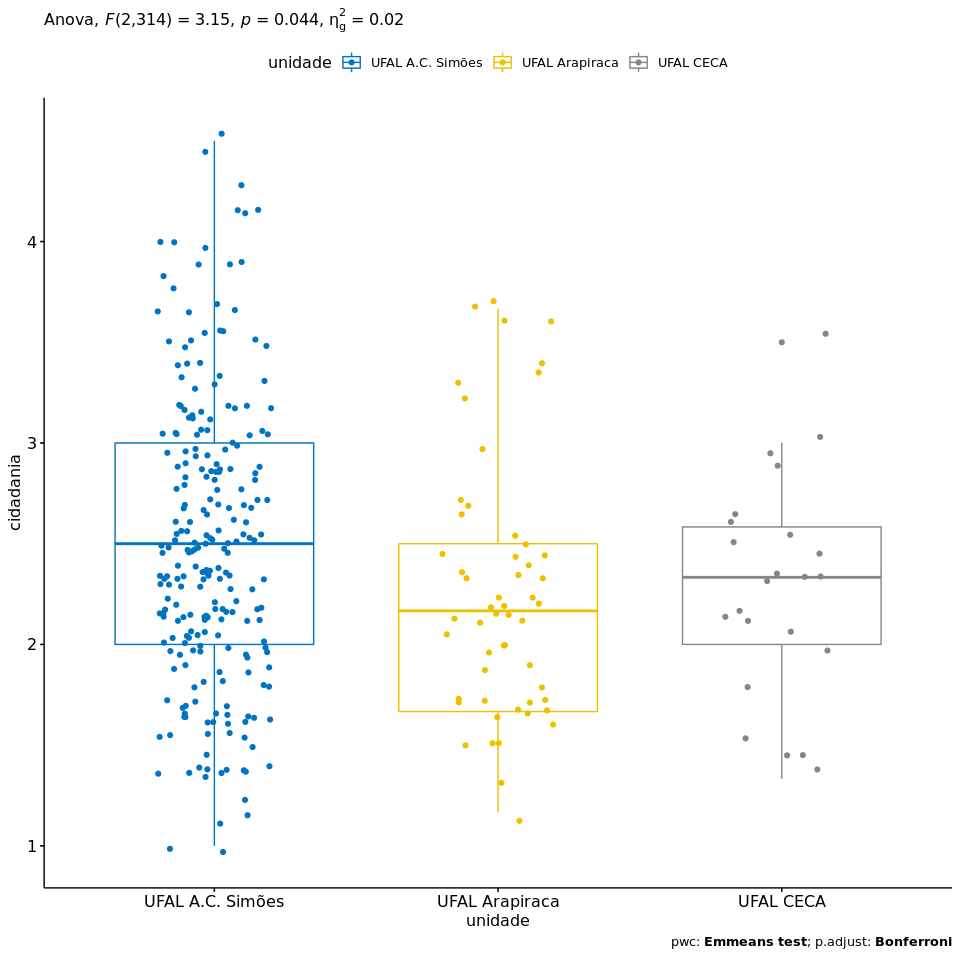 Anova, F(2,314) = 3.15, p = 0.044, η²g = 0.02
unidade UFAL A.C. Simões UFAL Arapiraca UFAL CECA
cidadania
4
3
2
1
UFAL A.C. Simões UFAL Arapiraca UFAL CECA
unidade
pwc: Emmeans test; p.adjust: Bonferroni